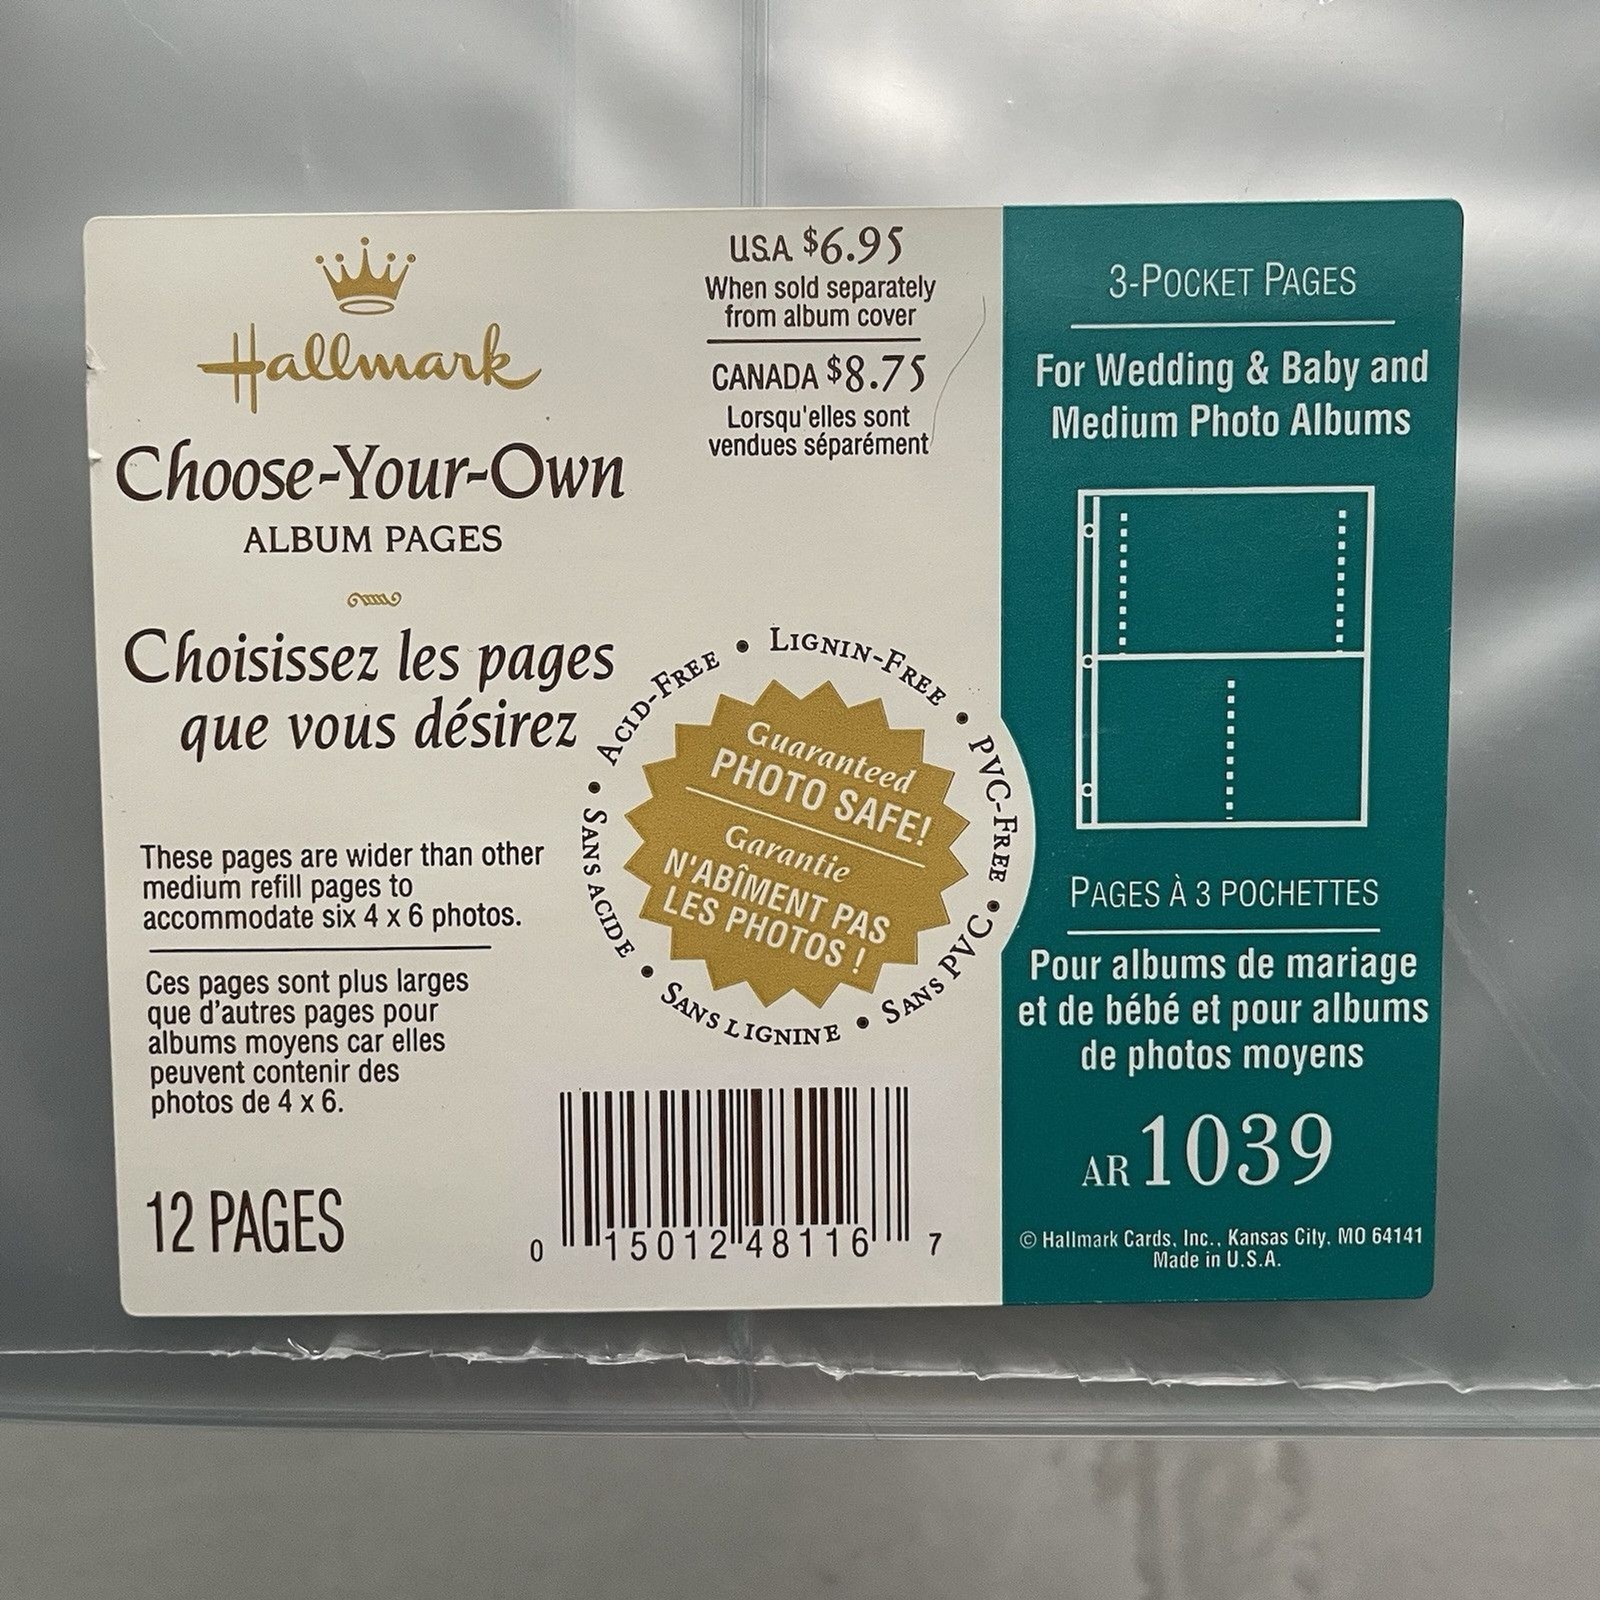 Hallmark
Choose-Your-Own
ALBUM PAGES
Choisissez les pages
que vous désirez
These pages are wider than other
medium refill pages to
accommodate six 4 x 6 photos.
Ces pages sont plus larges
que d'autres pages pour
albums moyens car elles
peuvent contenir des
photos de 4 x 6.
12 PAGES
U.S.A. $6.95
When sold separately
from album cover
CANADA $8.75
Lorsqu'elles sont
vendues séparément
ACID-FREE • LIGNIN-FREE • PVC-FREE • SANS PVC • SANS LIGNINE • SANS ACIDE •
Guaranteed
PHOTO SAFE!
Garantie
N'ABÎMENT PAS
LES PHOTOS !
0 15012 48116 7
3-POCKET PAGES
For Wedding & Baby and
Medium Photo Albums
PAGES À 3 POCHETTES
Pour albums de mariage
et de bébé et pour albums
de photos moyens
AR 1039
© Hallmark Cards, Inc., Kansas City, MO 64141
Made in U.S.A.